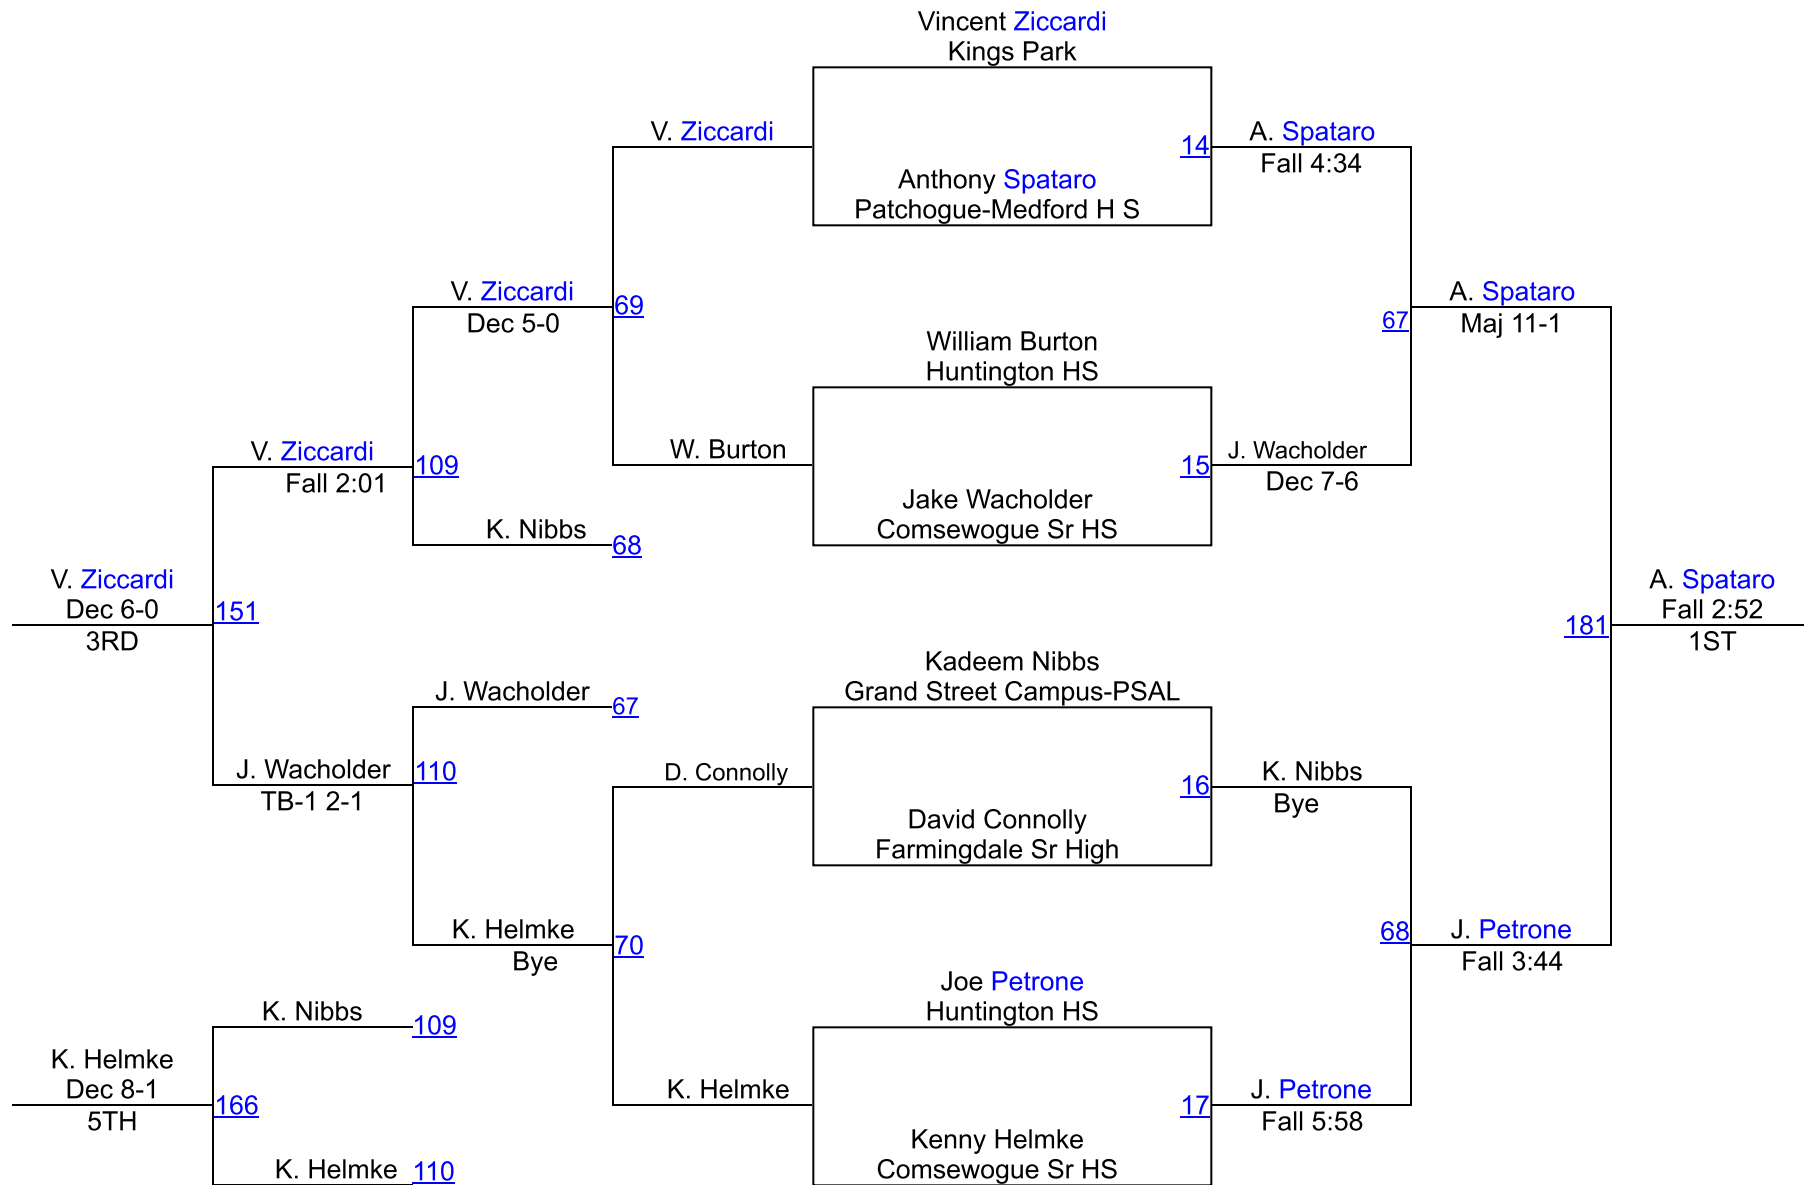 Vincent Ziccardi
Kings Park
V. Ziccardi
14
A. Spataro
Fall 4:34
Anthony Spataro
Patchogue-Medford H S
V. Ziccardi
Dec 5-0
69
67
A. Spataro
Maj 11-1
William Burton
Huntington HS
V. Ziccardi
Fall 2:01
109
W. Burton
15
J. Wacholder
Dec 7-6
Jake Wacholder
Comsewogue Sr HS
K. Nibbs
68
V. Ziccardi
Dec 6-0
3RD
151
181
A. Spataro
Fall 2:52
1ST
Kadeem Nibbs
Grand Street Campus-PSAL
J. Wacholder
67
J. Wacholder
TB-1 2-1
110
D. Connolly
16
K. Nibbs
Bye
David Connolly
Farmingdale Sr High
K. Helmke
Bye
70
68
J. Petrone
Fall 3:44
Joe Petrone
Huntington HS
K. Nibbs
109
K. Helmke
Dec 8-1
5TH
166
K. Helmke
17
J. Petrone
Fall 5:58
Kenny Helmke
Comsewogue Sr HS
K. Helmke
110